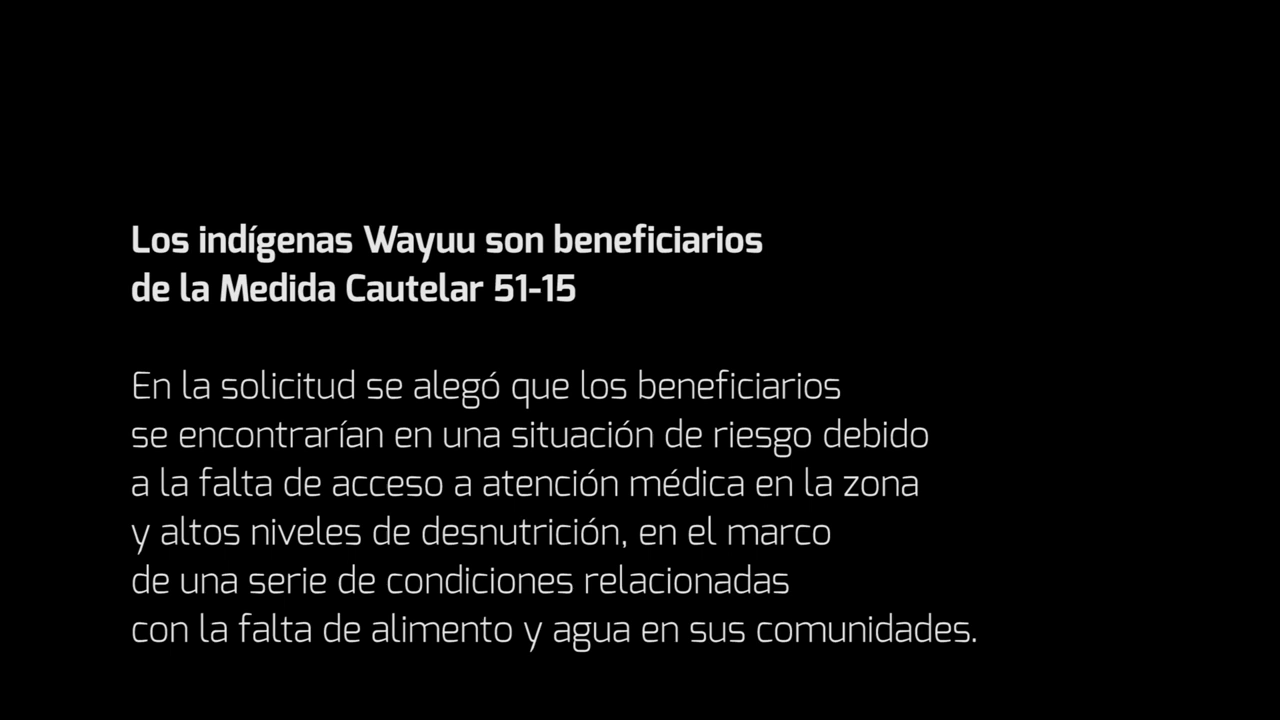 Los indígenas Wayuu son beneficiarios
de la Medida Cautelar 51-15
En la solicitud se alegó que los beneficiarios
se encontrarían en una situación de riesgo debido
a la falta de acceso a atención médica en la zona
y altos niveles de desnutrición, en el marco
de una serie de condiciones relacionadas
con la falta de alimento y agua en sus comunidades.